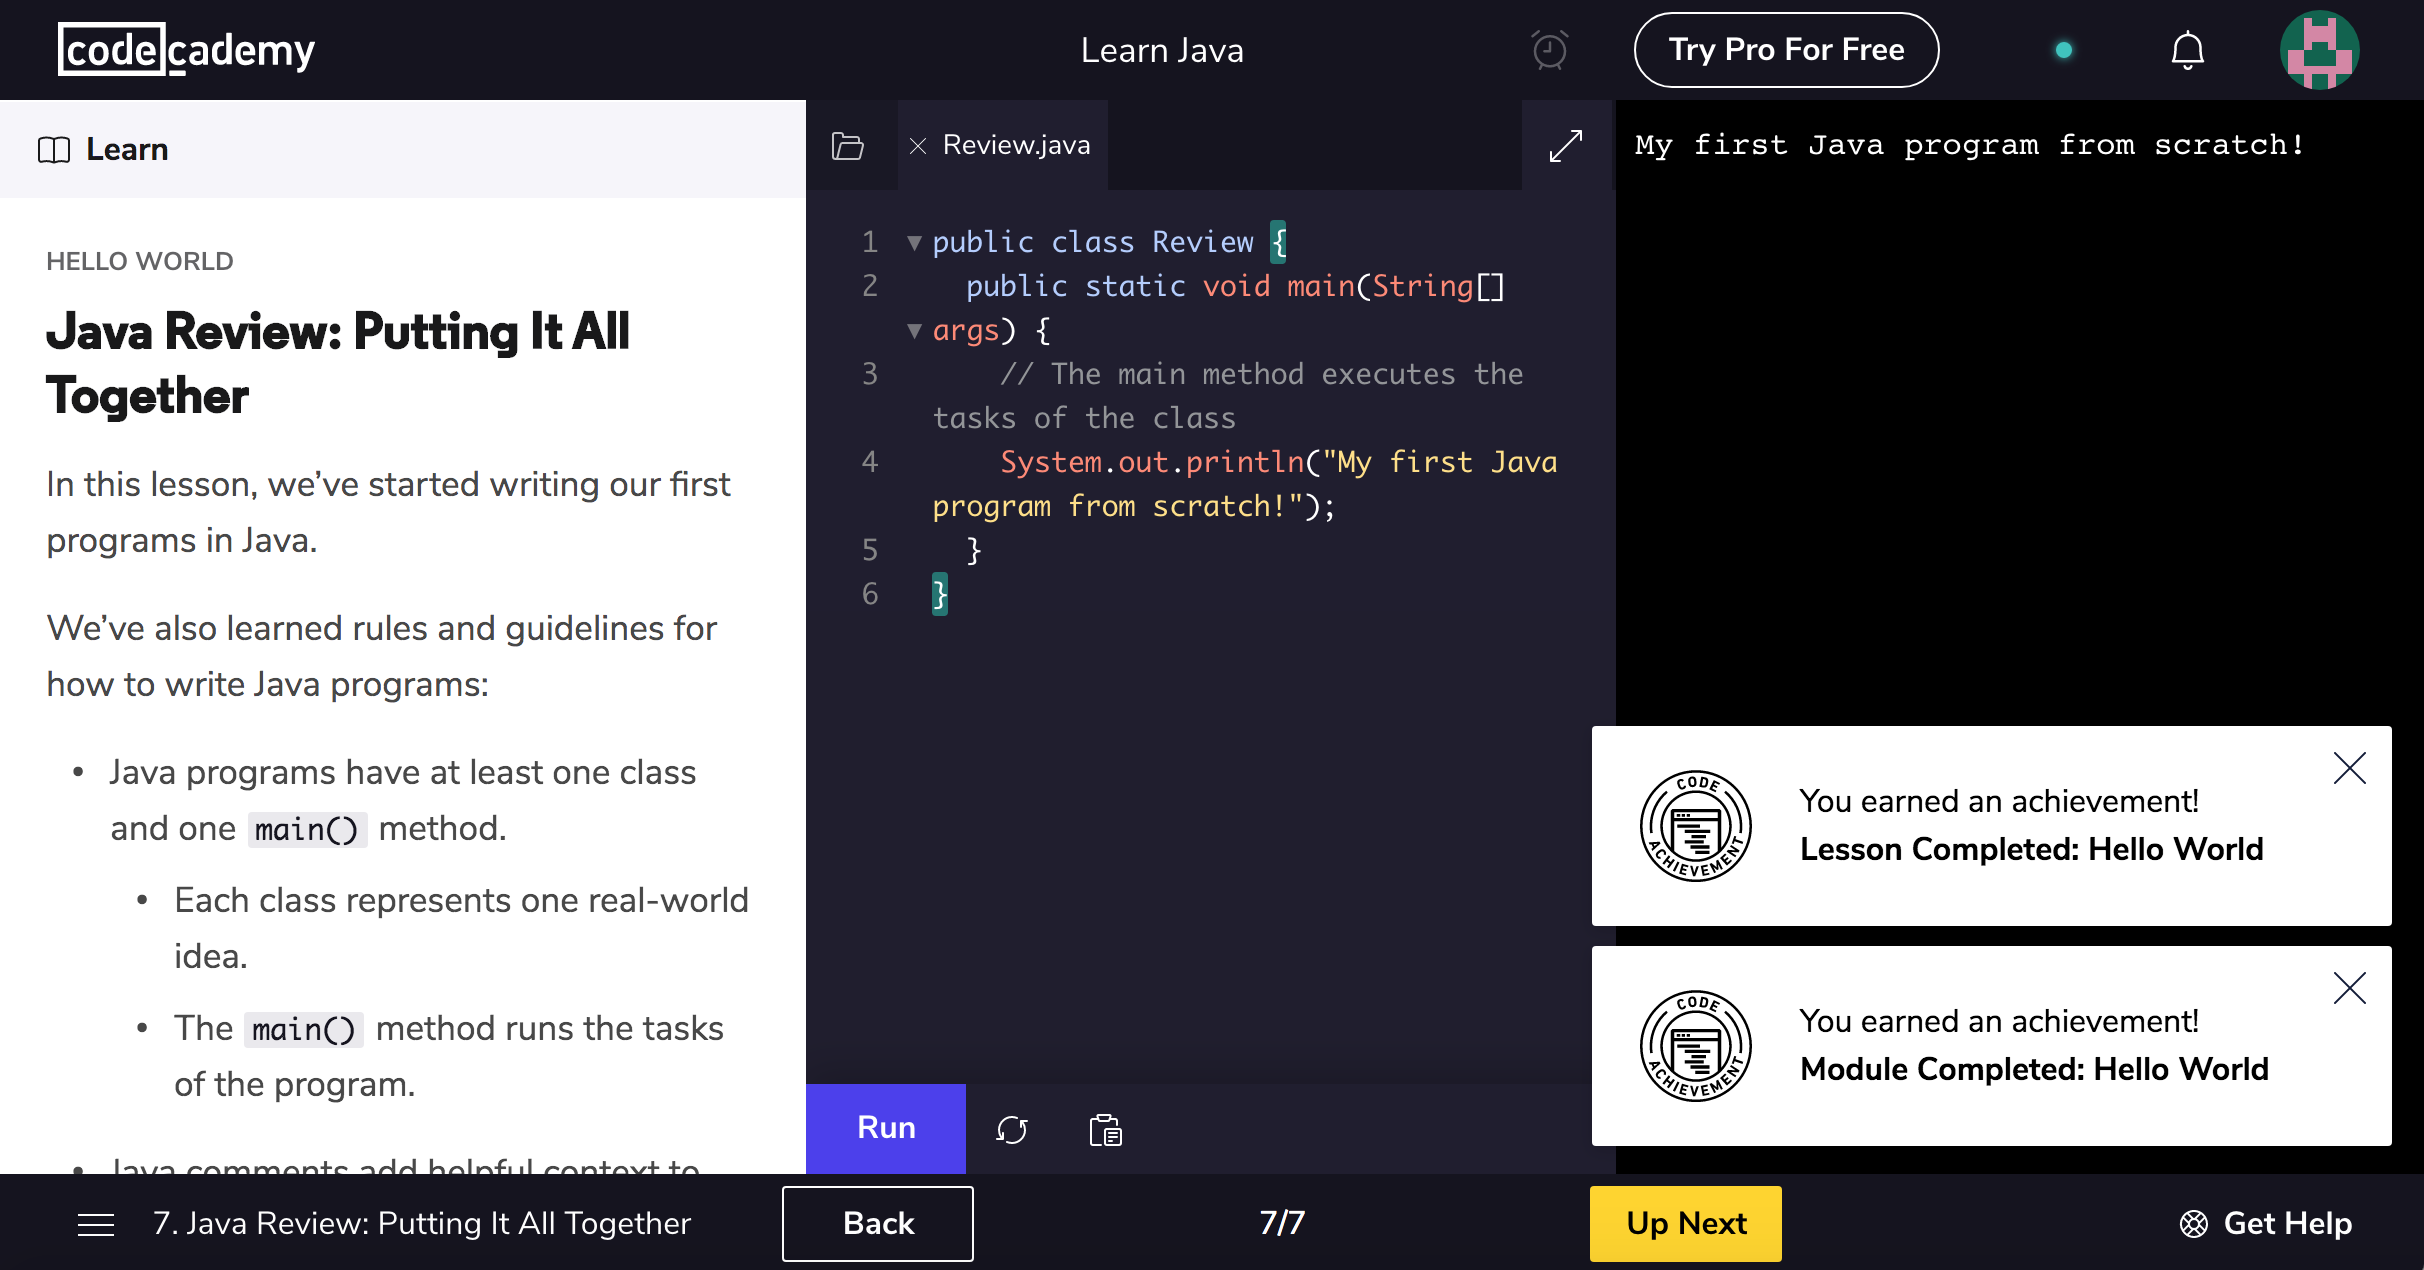 codecademy
Learn Java
Try Pro For Free
Learn
HELLO WORLD
Java Review: Putting It All
Together
In this lesson, we’ve started writing our first
programs in Java.
We’ve also learned rules and guidelines for
how to write Java programs:
• Java programs have at least one class
and one main() method.
• Each class represents one real-world
idea.
• The main() method runs the tasks
of the program.
• Java comments add helpful context to
Review.java
1 public class Review {
2 public static void main(String[]
args) {
3 // The main method executes the
tasks of the class
4 System.out.println("My first Java
program from scratch!");
5 }
6 }
Run
My first Java program from scratch!
CODE ACHIEVEMENT
You earned an achievement!
Lesson Completed: Hello World
CODE ACHIEVEMENT
You earned an achievement!
Module Completed: Hello World
7. Java Review: Putting It All Together
Back
7/7
Up Next
Get Help